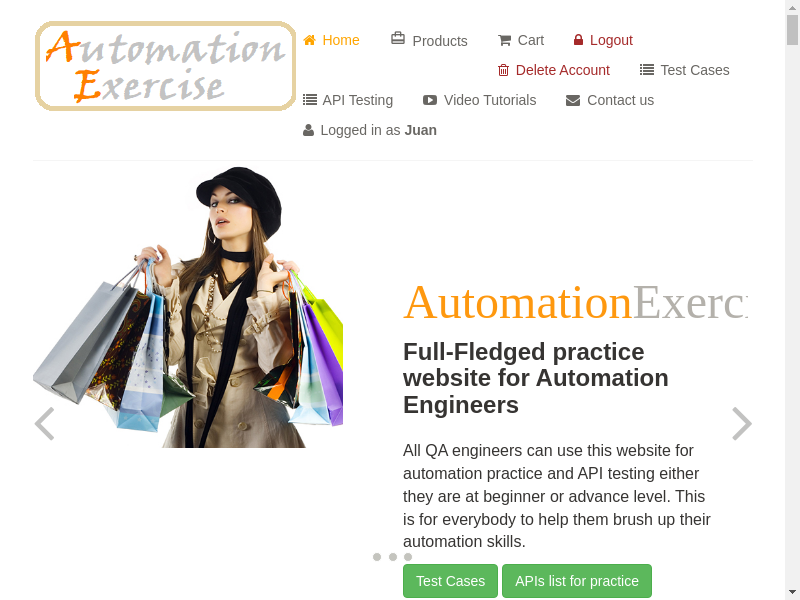 Automation
Exercise
Home
Products
Cart
Logout
Delete Account
Test Cases
API Testing
Video Tutorials
Contact us
Logged in as Juan
AutomationExerci
Full-Fledged practice
website for Automation
Engineers
All QA engineers can use this website for
automation practice and API testing either
they are at beginner or advance level. This
is for everybody to help them brush up their
automation skills.
Test Cases
APIs list for practice